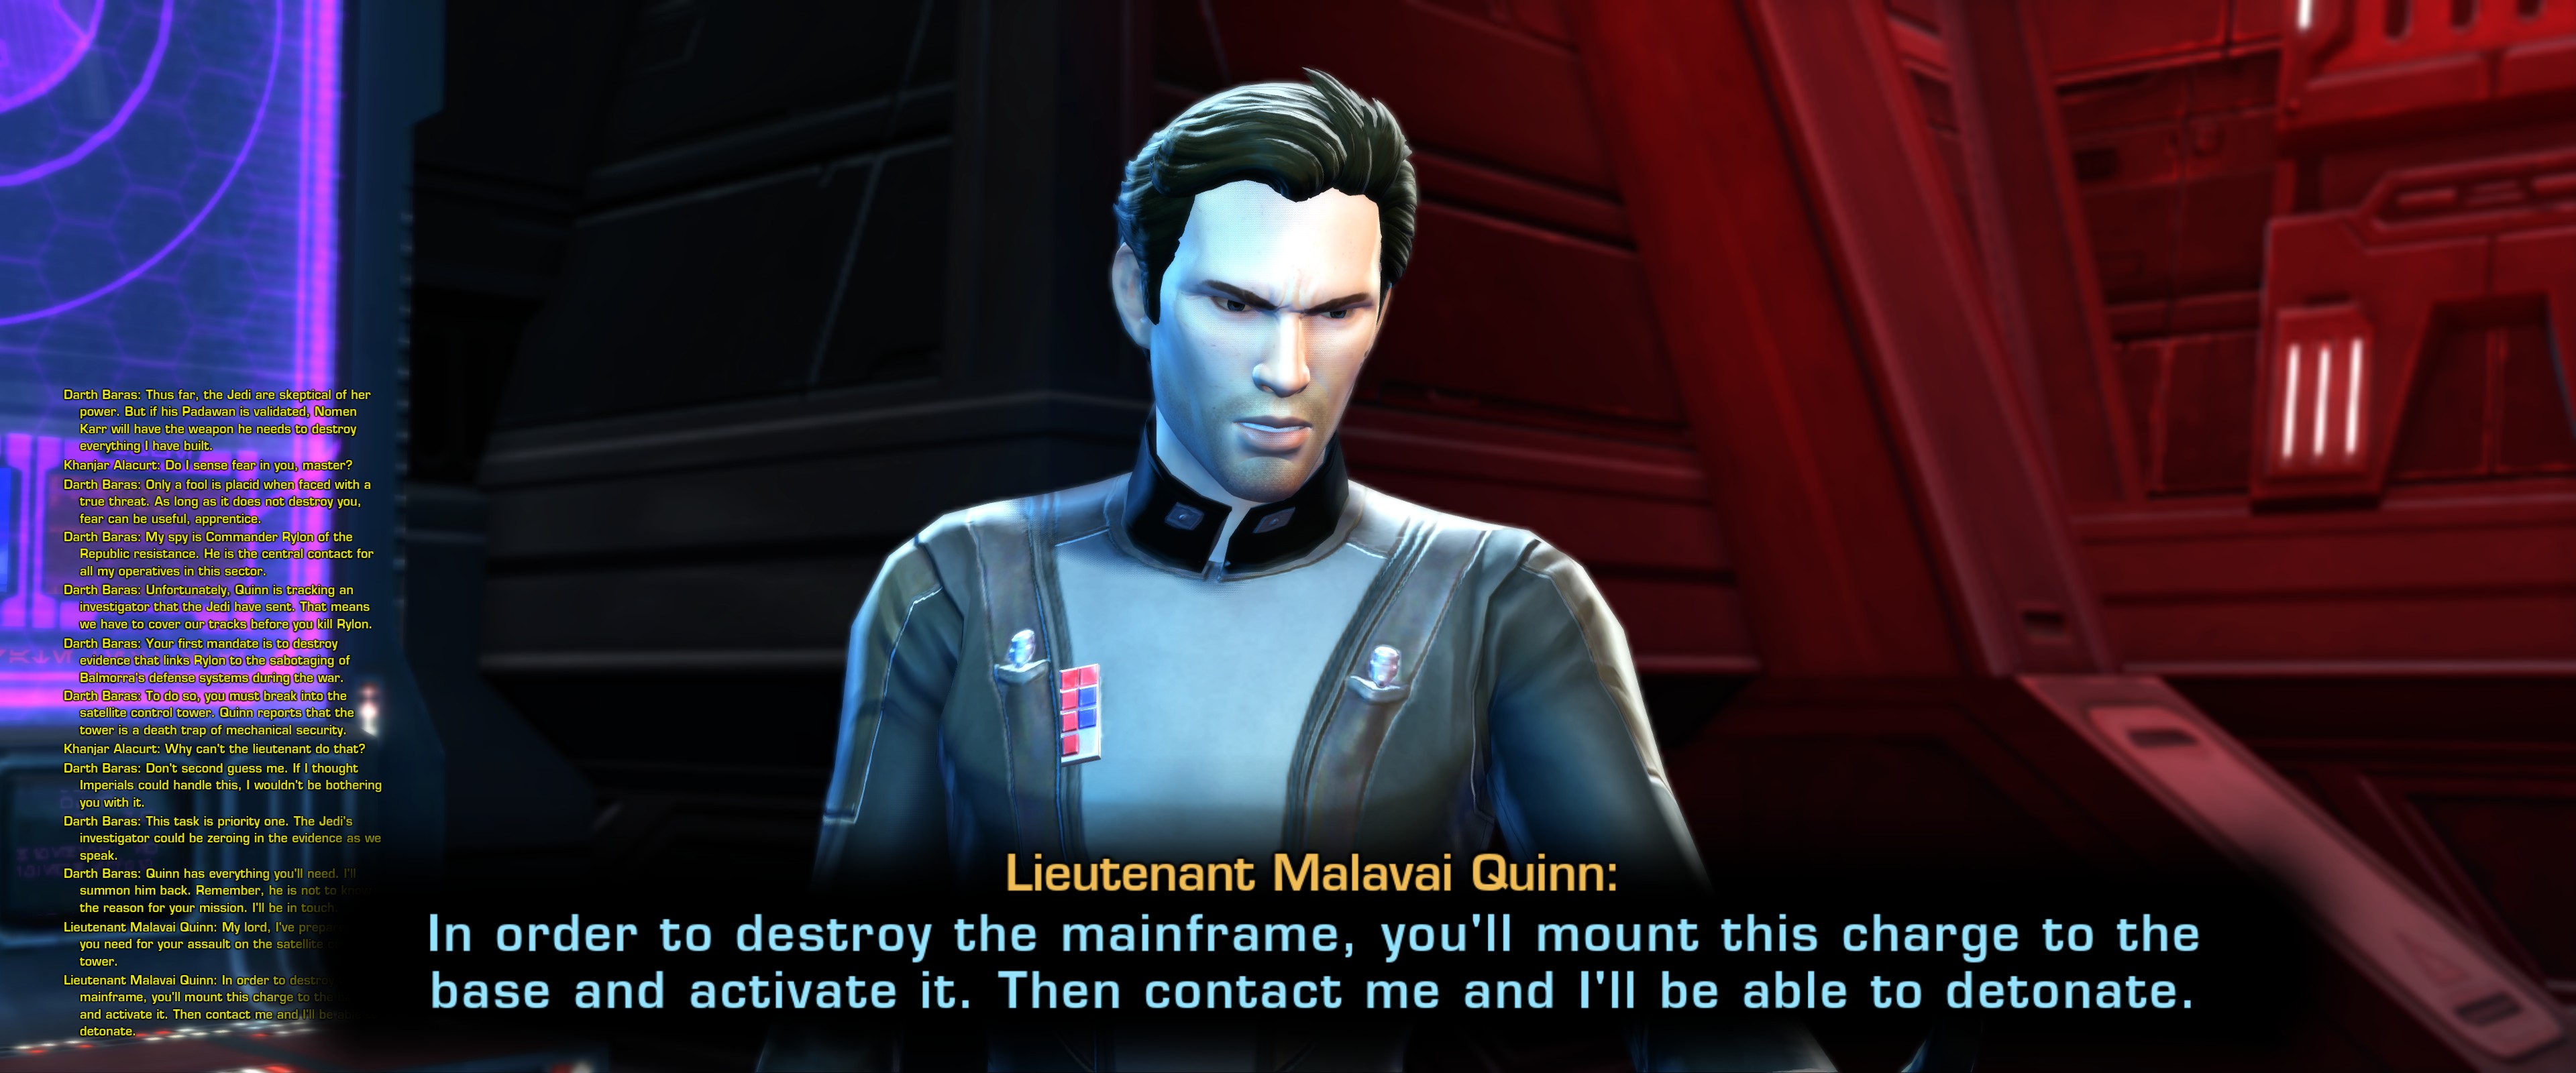 Darth Baras: Thus far, the Jedi are skeptical of her
power. But if his Padawan is validated, Nomen
Karr will have the weapon he needs to destroy
everything I have built.
Khanjar Alacurt: Do I sense fear in you, master?
Darth Baras: Only a fool is placid when faced with a
true threat. As long as it does not destroy you,
fear can be useful, apprentice.
Darth Baras: My spy is Commander Rylon of the
Republic resistance. He is the central contact for
all my operatives in this sector.
Darth Baras: Unfortunately, Quinn is tracking an
investigator that the Jedi have sent. That means
we have to cover our tracks before you kill Rylon.
Darth Baras: Your first mandate is to destroy
evidence that links Rylon to the sabotaging of
Balmorra's defense systems during the war.
Darth Baras: To do so, you must break into the
satellite control tower. Quinn reports that the
tower is a death trap of mechanical security.
Khanjar Alacurt: Why can't the lieutenant do that?
Darth Baras: Don't second guess me. If I thought
Imperials could handle this, I wouldn't be bothering
you with it.
Darth Baras: This task is priority one. The Jedi's
investigator could be zeroing in the evidence as we
speak.
Darth Baras: Quinn has everything you'll need. I'll
summon him back. Remember, he is not to know
the reason for your mission. I'll be in touch.
Lieutenant Malavai Quinn: My lord, I've
you need for your assault on the satellite
tower.
Lieutenant Malavai Quinn: In order to destroy
mainframe, you'll mount this charge to the
and activate it. Then contact me and I'll be
detonate.
Lieutenant Malavai Quinn:
In order to destroy the mainframe, you'll mount this charge to the
base and activate it. Then contact me and I'll be able to detonate.